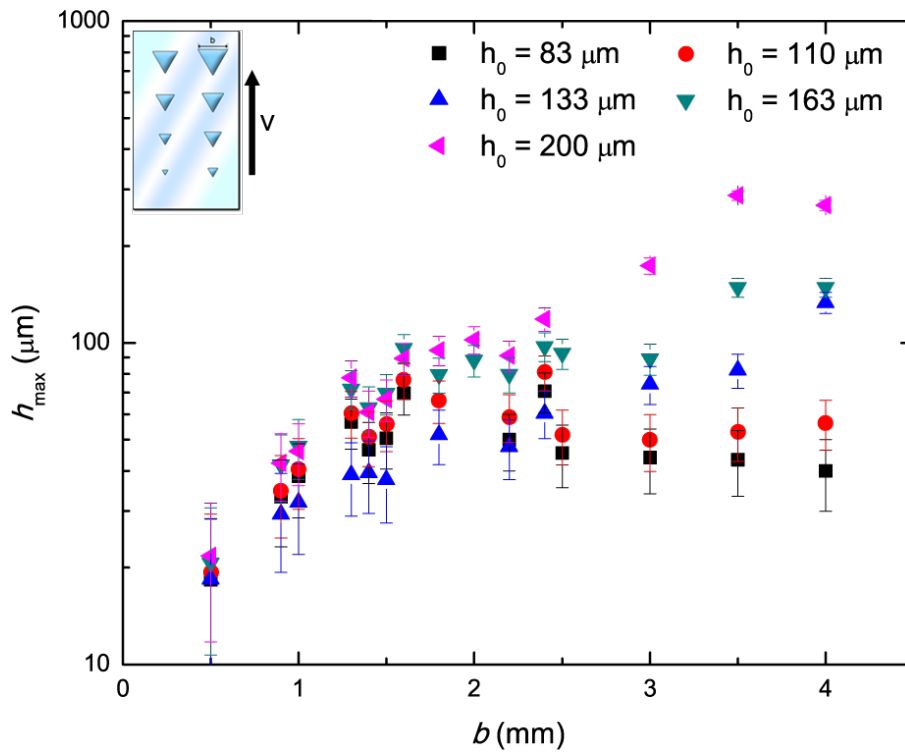 1000
b
V
h₀ = 83 μm
h₀ = 110 μm
h₀ = 133 μm
h₀ = 163 μm
h₀ = 200 μm
100
10
h_max (μm)
0
1
2
3
4
b (mm)